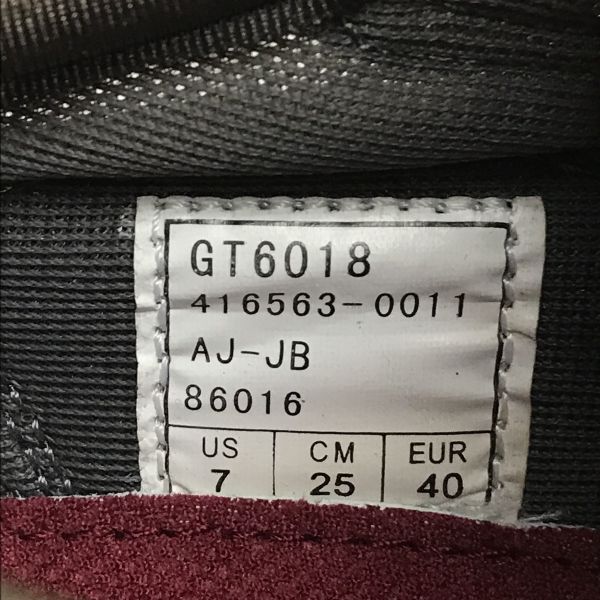 GT6018
416563-0011
AJ-JB
86016
US CM EUR
7 25 40